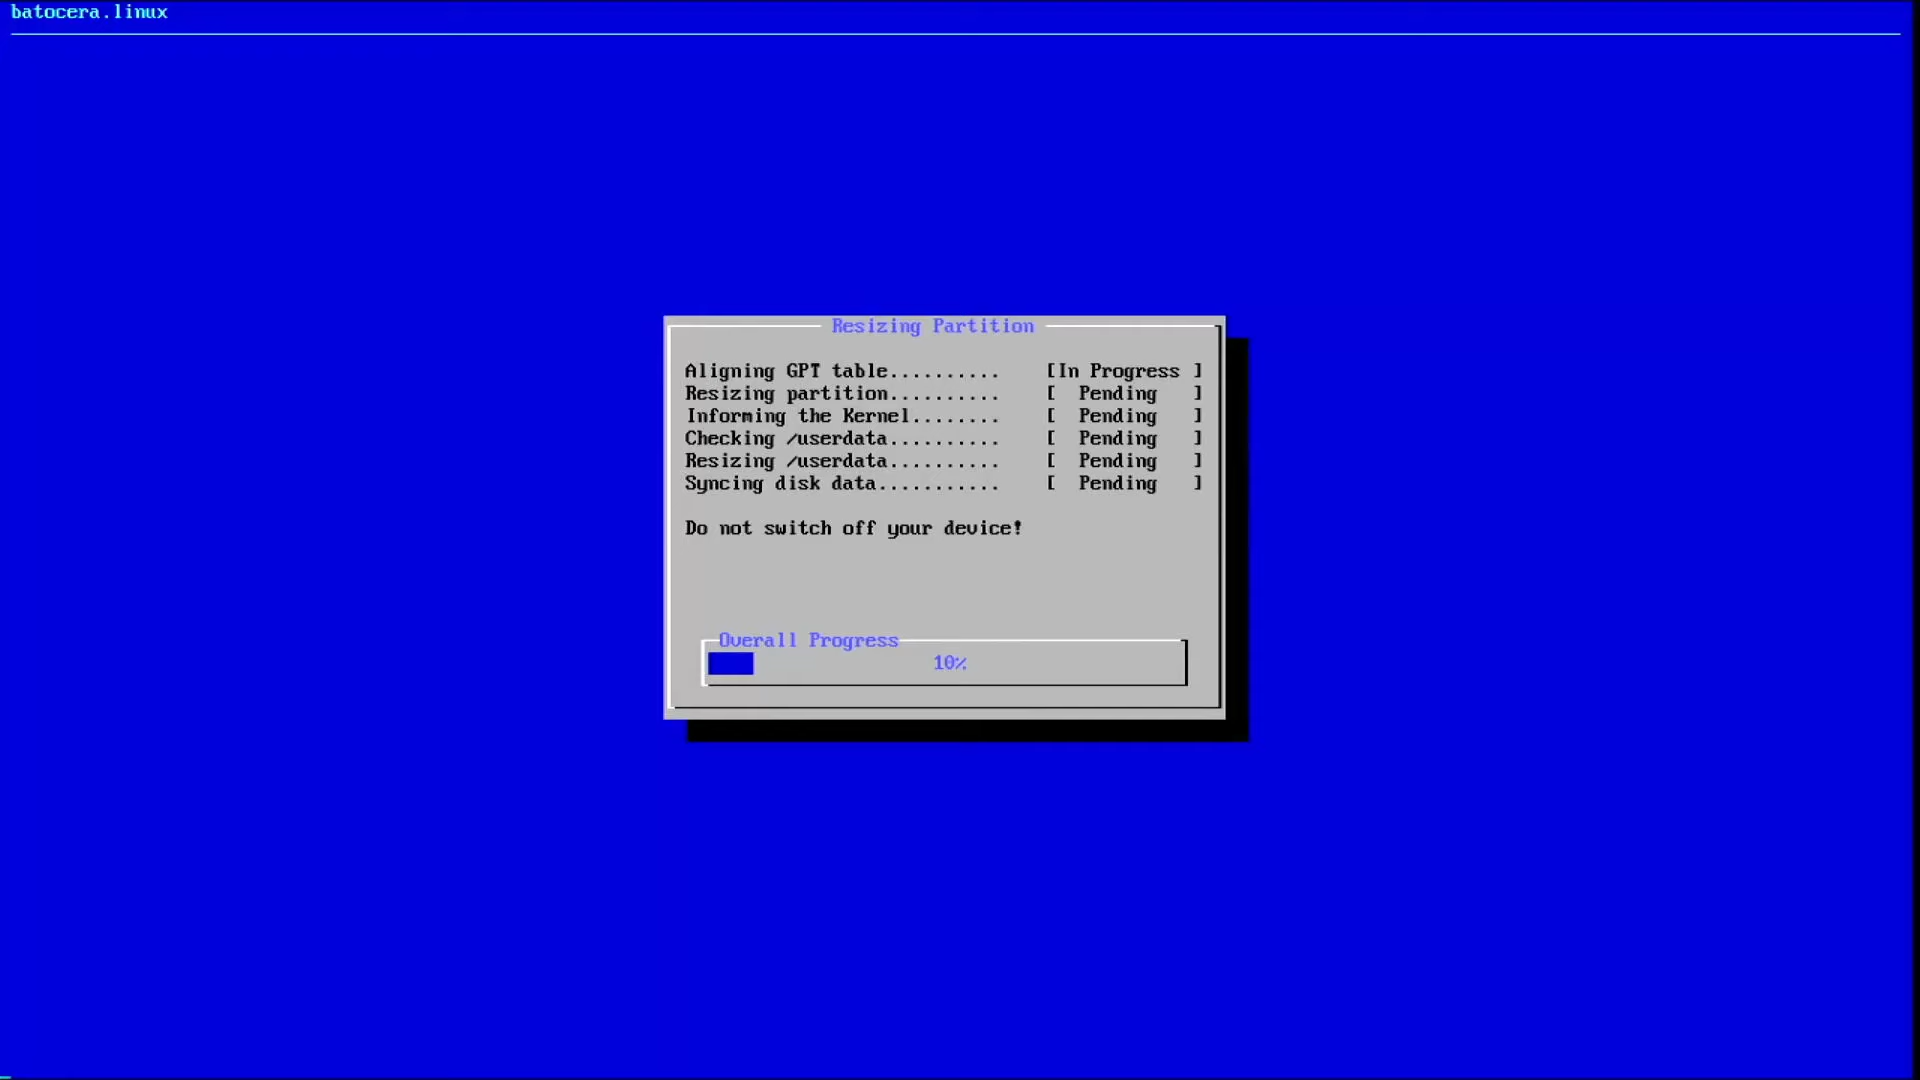 batocera.linux
Resizing Partition
Aligning GPT table.......... [In Progress ]
Resizing partition.......... [ Pending ]
Informing the Kernel........ [ Pending ]
Checking /userdata.......... [ Pending ]
Resizing /userdata.......... [ Pending ]
Syncing disk data........... [ Pending ]
Do not switch off your device!
Overall Progress
10%